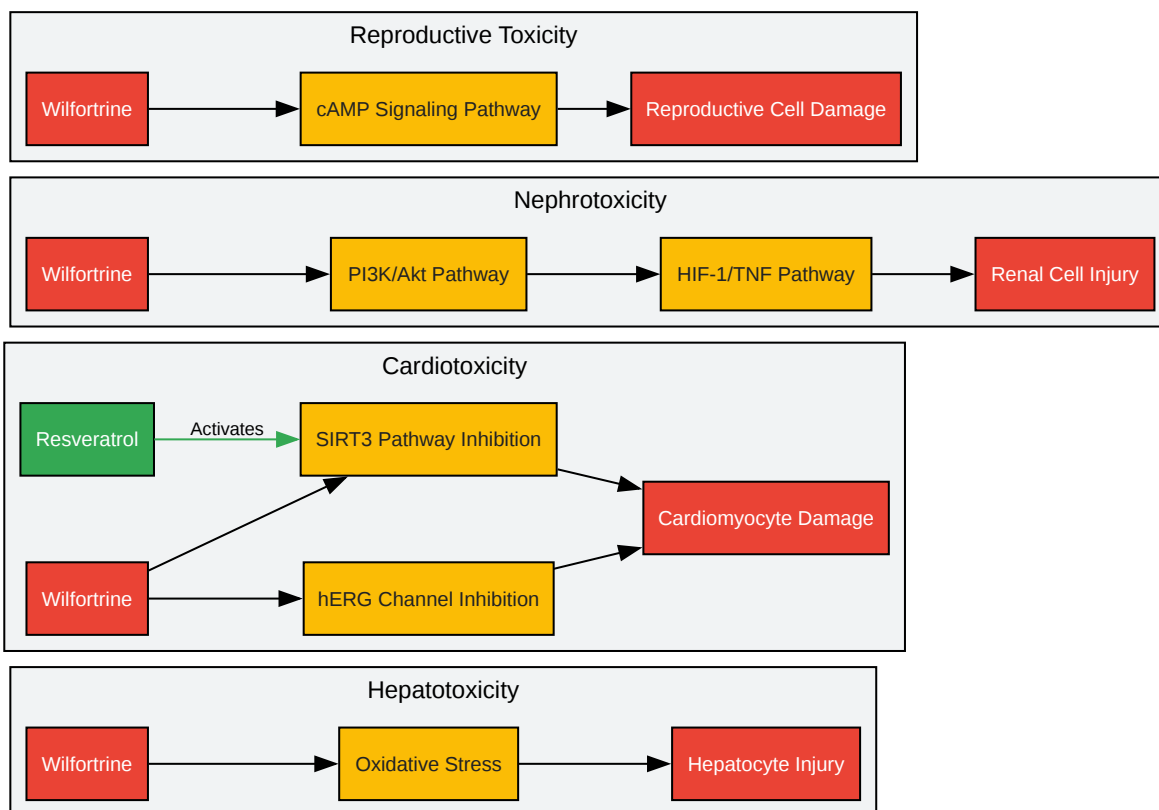 Reproductive Toxicity
Wilfortrine
cAMP Signaling Pathway
Reproductive Cell Damage
Nephrotoxicity
Wilfortrine
PI3K/Akt Pathway
HIF-1/TNF Pathway
Renal Cell Injury
Cardiotoxicity
Resveratrol
Activates
SIRT3 Pathway Inhibition
Cardiomyocyte Damage
Wilfortrine
hERG Channel Inhibition
Hepatotoxicity
Wilfortrine
Oxidative Stress
Hepatocyte Injury